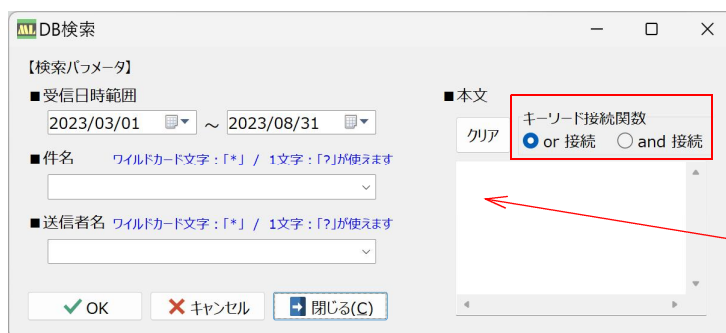 DB検索
【検索パラメータ】
■受信日時範囲
2023/03/01 ～ 2023/08/31
■件名 ワイルドカード文字：「*」 / 1文字：「?」が使えます
■送信者名 ワイルドカード文字：「*」 / 1文字：「?」が使えます
OK キャンセル 閉じる(C)
■本文
クリア
キーワード接続関数
or 接続 and 接続